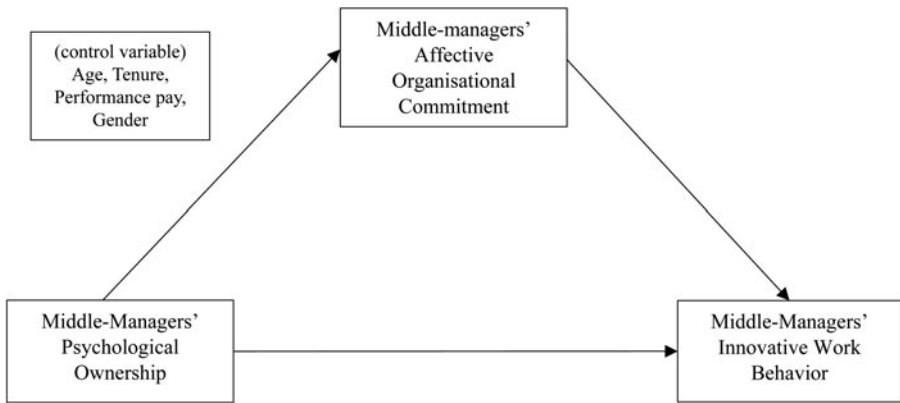 (control variable)
Age, Tenure,
Performance pay,
Gender
Middle-managers'
Affective
Organisational
Commitment
Middle-Managers'
Psychological
Ownership
Middle-Managers'
Innovative Work
Behavior